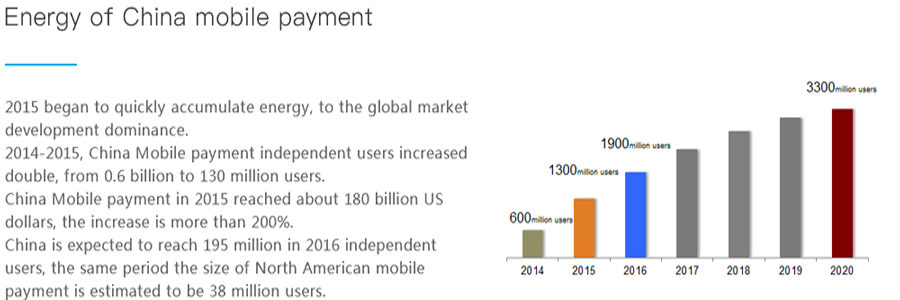 Energy of China mobile payment
2015 began to quickly accumulate energy, to the global market
development dominance.
2014-2015, China Mobile payment independent users increased
double, from 0.6 billion to 130 million users.
China Mobile payment in 2015 reached about 180 billion US
dollars, the increase is more than 200%.
China is expected to reach 195 million in 2016 independent
users, the same period the size of North American mobile
payment is estimated to be 38 million users.
3300million users
1900million users
1300million users
600million users
2014 2015 2016 2017 2018 2019 2020